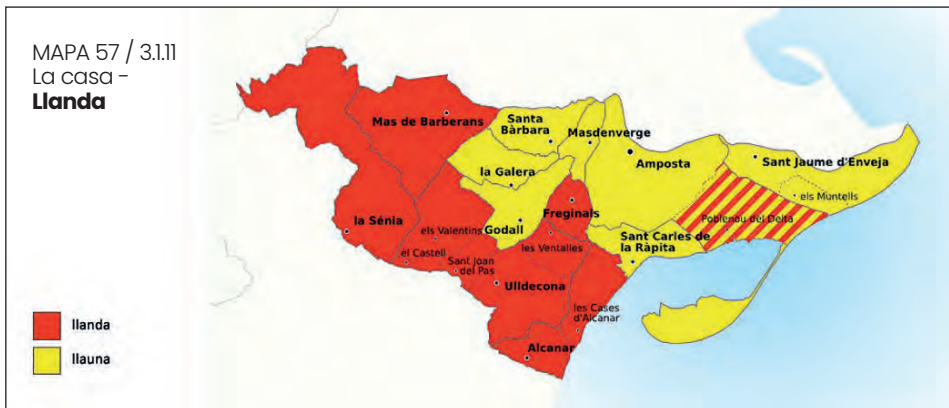 MAPA 57 / 3.1.11
La casa -
Llanda
Mas de Barberans
Santa
Bàrbara
Masdenverge
Amposta
Sant Jaume d'Enveja
els Muntells
la Galera
Freginals
Poblenou del Delta
la Sénia
els Valentins
Godall
les Ventalles
Sant Carles de
la Ràpita
el Castell
Sant Joan
del Pas
Ulldecona
les Cases
d'Alcanar
Alcanar
llanda
llauna